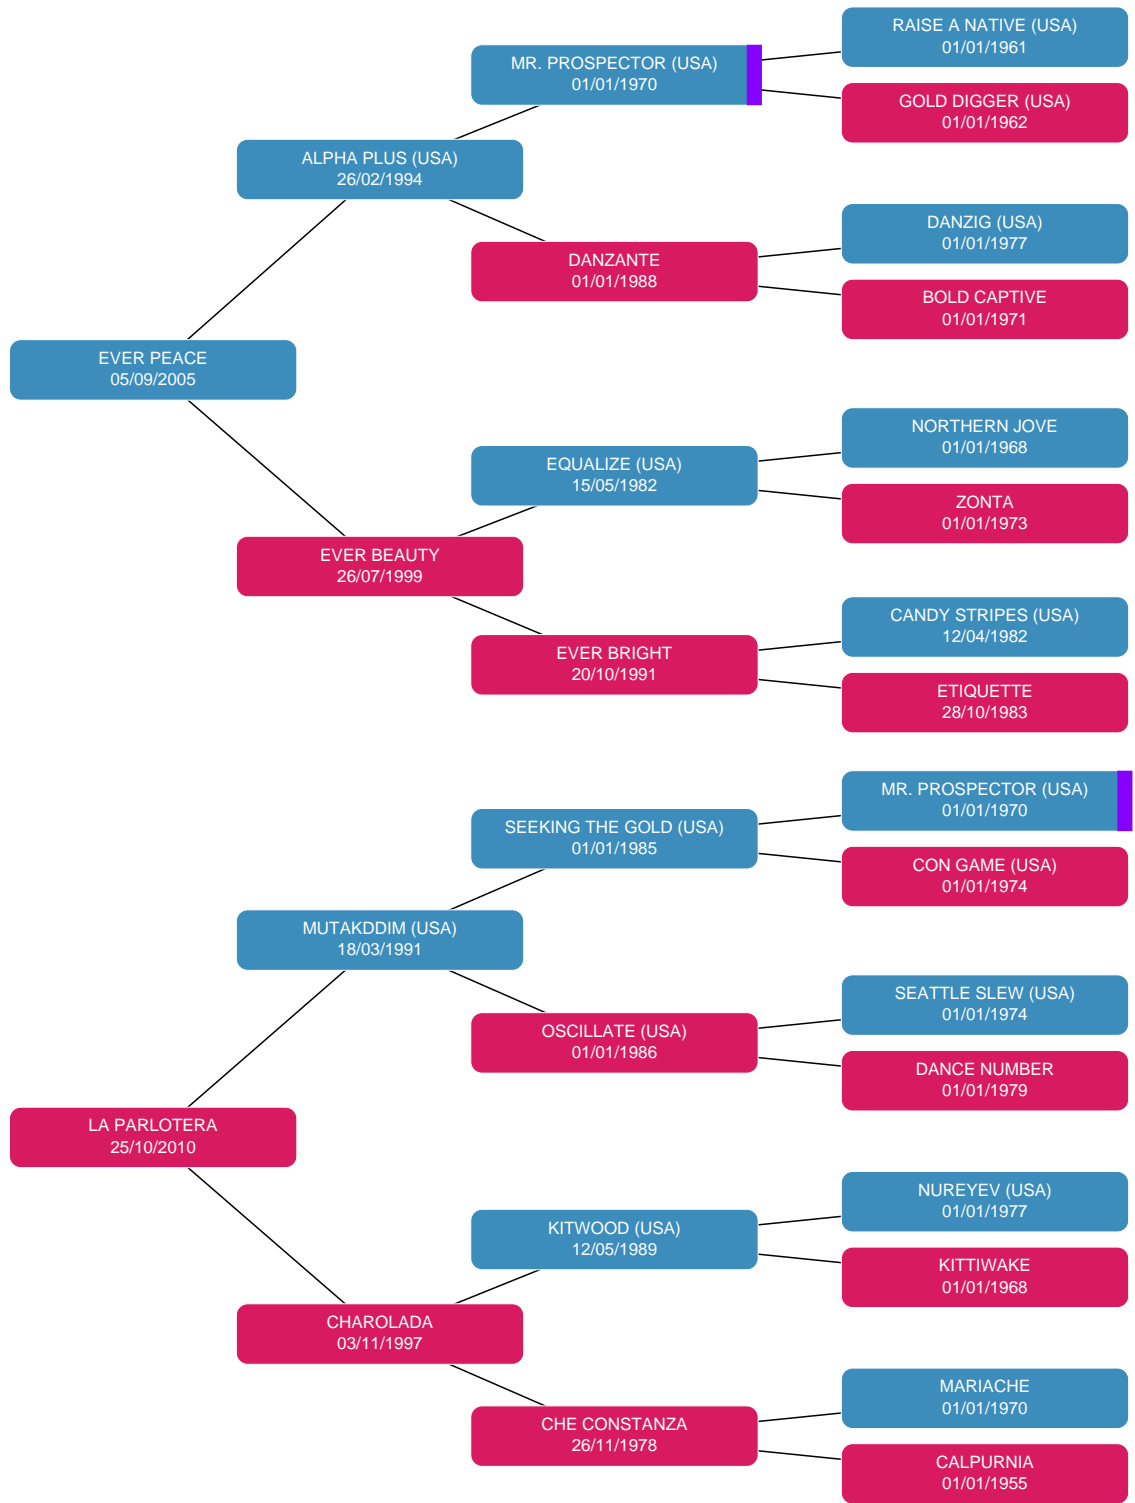 RAISE A NATIVE (USA)
01/01/1961
MR. PROSPECTOR (USA)
01/01/1970
GOLD DIGGER (USA)
01/01/1962
ALPHA PLUS (USA)
26/02/1994
DANZIG (USA)
01/01/1977
DANZANTE
01/01/1988
BOLD CAPTIVE
01/01/1971
EVER PEACE
05/09/2005
NORTHERN JOVE
01/01/1968
EQUALIZE (USA)
15/05/1982
ZONTA
01/01/1973
EVER BEAUTY
26/07/1999
CANDY STRIPES (USA)
12/04/1982
EVER BRIGHT
20/10/1991
ETIQUETTE
28/10/1983
MR. PROSPECTOR (USA)
01/01/1970
SEEKING THE GOLD (USA)
01/01/1985
CON GAME (USA)
01/01/1974
MUTAKDDIM (USA)
18/03/1991
SEATTLE SLEW (USA)
01/01/1974
OSCILLATE (USA)
01/01/1986
DANCE NUMBER
01/01/1979
LA PARLOTERA
25/10/2010
NUREYEV (USA)
01/01/1977
KITWOOD (USA)
12/05/1989
KITTIWAKE
01/01/1968
CHAROLADA
03/11/1997
MARIACHE
01/01/1970
CHE CONSTANZA
26/11/1978
CALPURNIA
01/01/1955